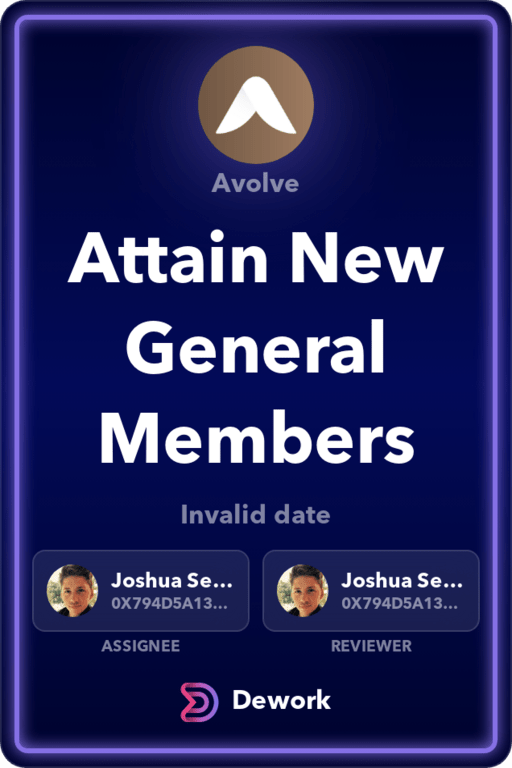 Avolve
Attain New
General
Members
Invalid date
Joshua Se...
0X794D5A13...
Joshua Se...
0X794D5A13...
ASSIGNEE
REVIEWER
Dework